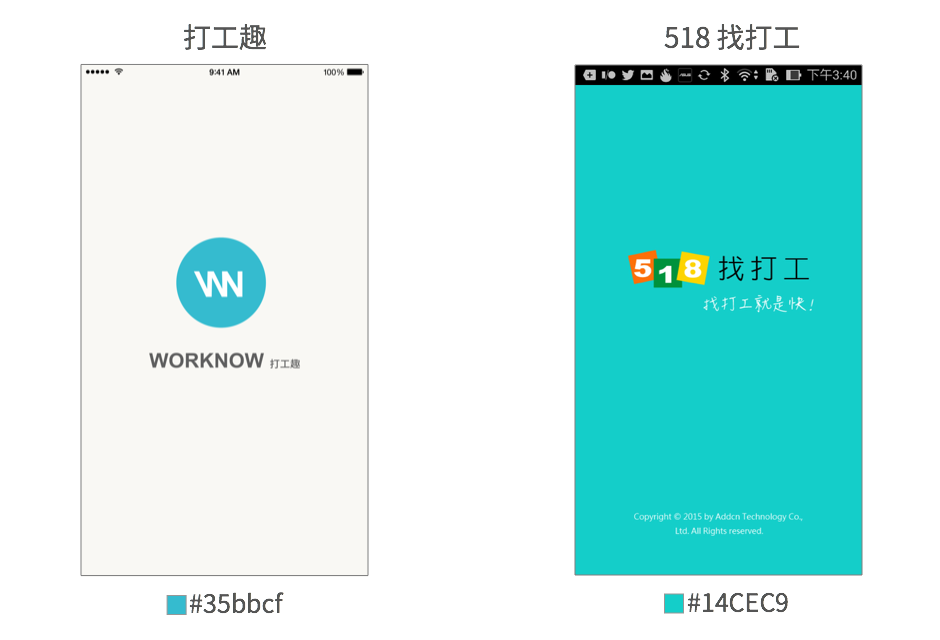 打工趣
518 找打工
9:41 AM
100%
下午3:40
WN
WORKNOW 打工趣
518 找打工
找打工就是快!
Copyright © 2015 by Addcn Technology Co.,
Ltd. All Rights reserved.
#35bbcf
#14CEC9